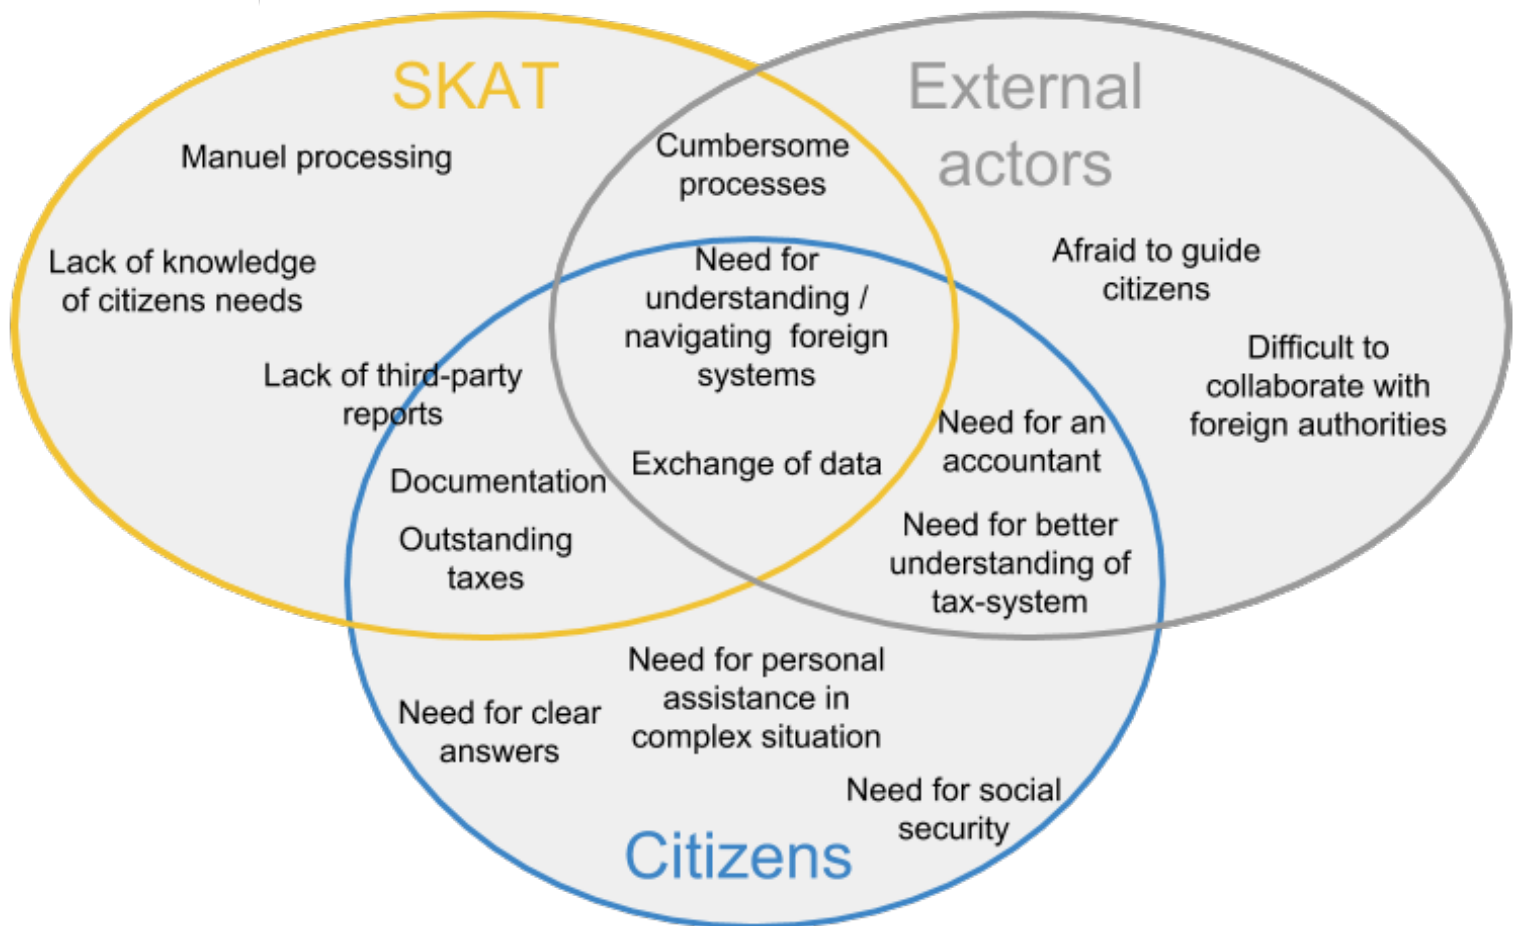 SKAT
Manuel processing
Lack of knowledge
of citizens needs
Lack of third-party
reports
Documentation
Outstanding
taxes
Cumbersome
processes
Need for
understanding /
navigating foreign
systems
Exchange of data
External
actors
Afraid to guide
citizens
Difficult to
collaborate with
foreign authorities
Need for an
accountant
Need for better
understanding of
tax-system
Need for personal
assistance in
complex situation
Need for clear
answers
Need for social
security
Citizens